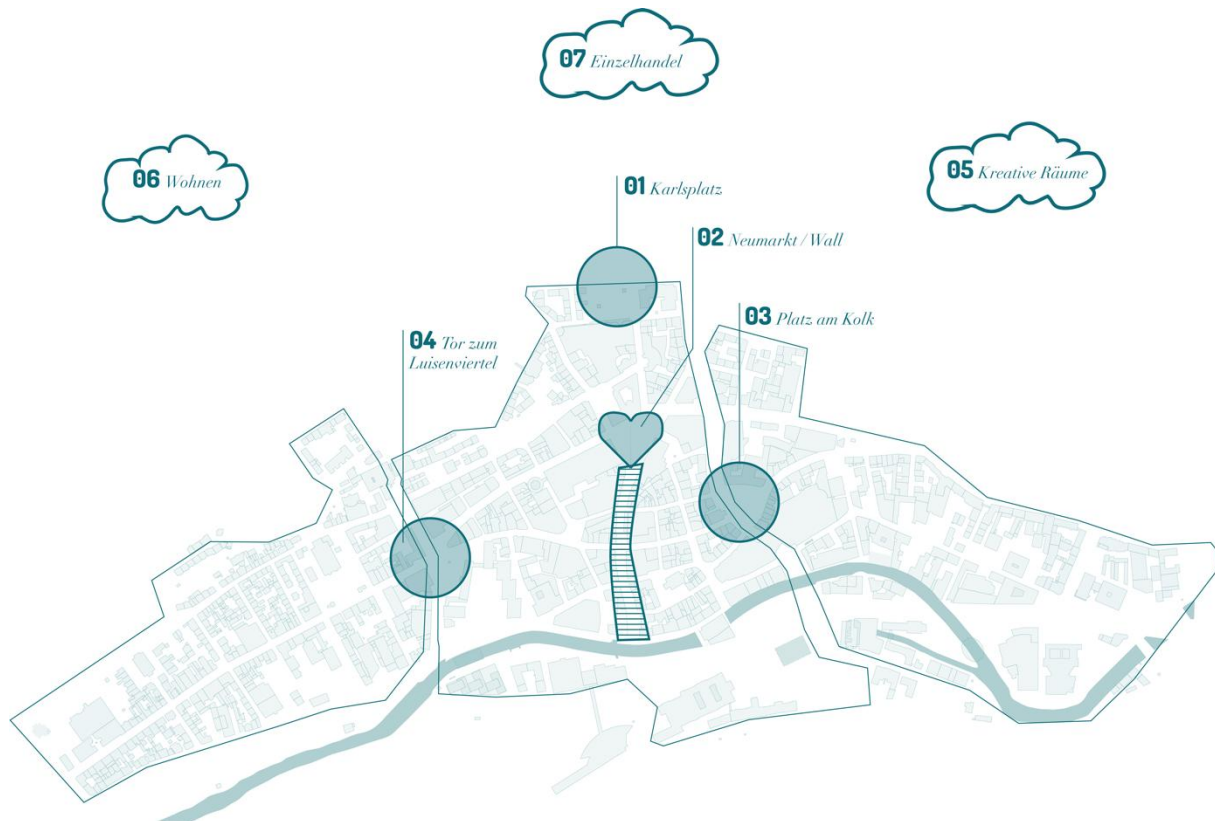 07 Einzelhandel
06 Wohnen
05 Kreative Räume
01 Karlsplatz
02 Neumarkt / Wall
03 Platz am Kolk
04 Tor zum
Luisenviertel